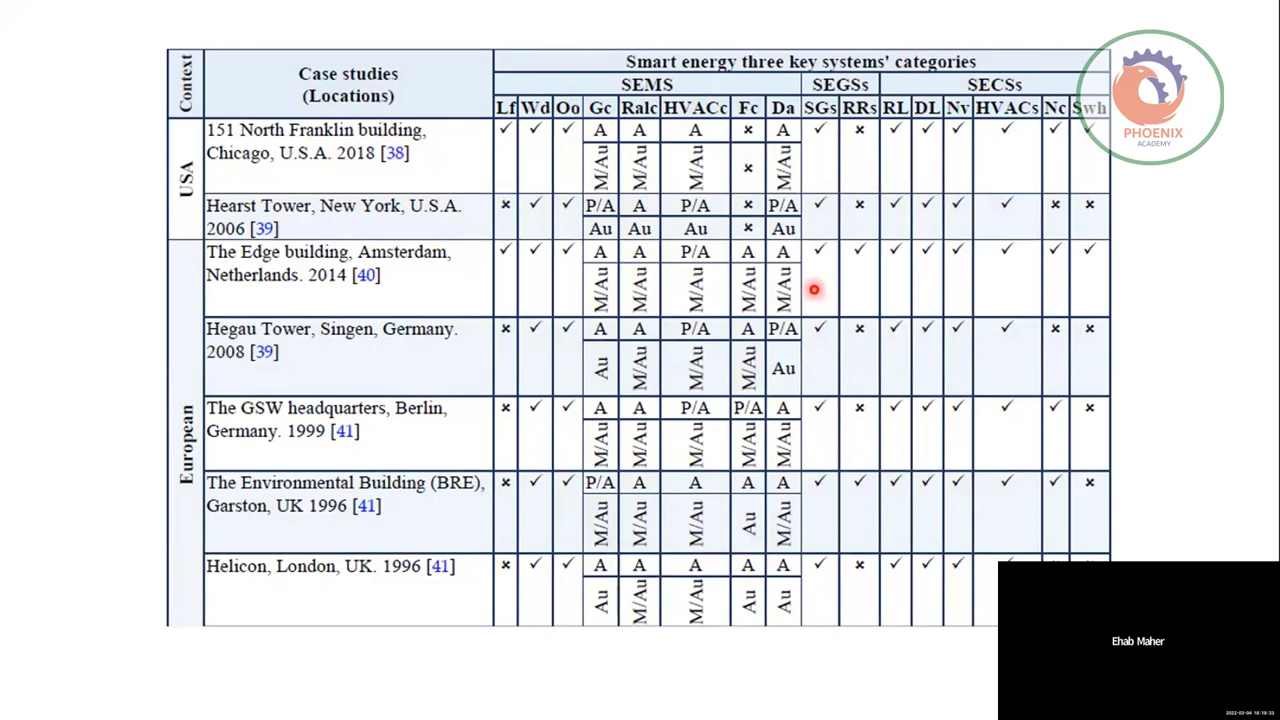 Context
Case studies
(Locations)
Smart energy three key systems' categories
SEMS SEGSs SECSs
Lf Wd Oo Gc Ralc HVACc Fc Da SGs RRs RL DL Nv HVACs Nc Swh
USA
151 North Franklin building,
Chicago, U.S.A. 2018 [38]
✓ ✓ ✓ A A A × A ✓ × ✓ ✓ ✓ ✓ ✓ ✓
M/Au M/Au M/Au × M/Au
Hearst Tower, New York, U.S.A.
2006 [39]
× ✓ ✓ P/A A P/A × P/A ✓ × ✓ ✓ ✓ ✓ × ×
Au Au Au × Au
European
The Edge building, Amsterdam,
Netherlands. 2014 [40]
✓ ✓ ✓ A A P/A A A ✓ ✓ ✓ ✓ ✓ ✓ ✓ ✓
M/Au M/Au M/Au M/Au M/Au
Hegau Tower, Singen, Germany.
2008 [39]
× ✓ ✓ A A P/A A P/A ✓ × ✓ ✓ ✓ ✓ × ×
Au M/Au M/Au M/Au Au
The GSW headquarters, Berlin,
Germany. 1999 [41]
× ✓ ✓ A A P/A P/A A ✓ × ✓ ✓ ✓ ✓ ✓ ×
M/Au M/Au M/Au M/Au M/Au
The Environmental Building (BRE),
Garston, UK 1996 [41]
× ✓ ✓ P/A A A A A ✓ ✓ ✓ ✓ ✓ ✓ ✓ ×
M/Au M/Au M/Au Au M/Au
Helicon, London, UK. 1996 [41]
× ✓ ✓ A A A A A ✓ × ✓ ✓ ✓
Au M/Au M/Au Au Au
PHOENIX
ACADEMY
Ehab Maher
2022-03-04 18:19:33